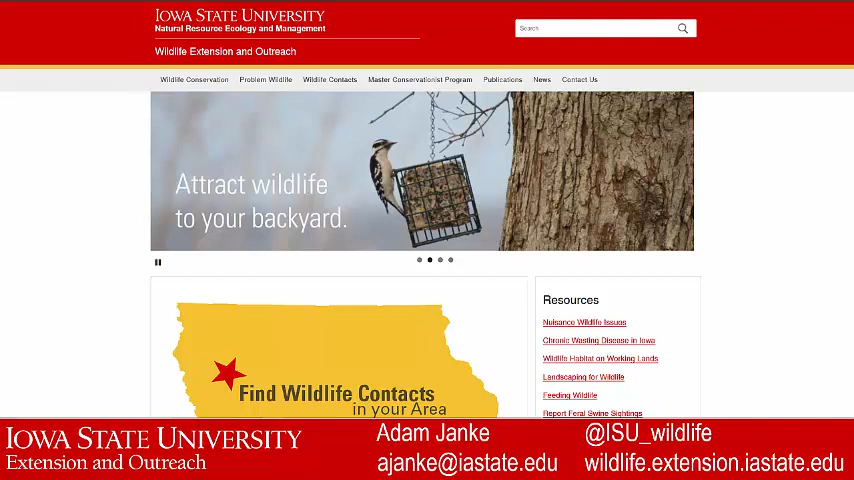 IOWA STATE UNIVERSITY
Natural Resource Ecology and Management
Wildlife Extension and Outreach
Search
Wildlife Conservation Problem Wildlife Wildlife Contacts Master Conservationist Program Publications News Contact Us
Attract wildlife
to your backyard.
Find Wildlife Contacts
in your Area
Resources
Nuisance Wildlife Issues
Chronic Wasting Disease in Iowa
Wildlife Habitat on Working Lands
Landscaping for Wildlife
Feeding Wildlife
Report Feral Swine Sightings
IOWA STATE UNIVERSITY
Extension and Outreach
Adam Janke
ajanke@iastate.edu
@ISU_wildlife
wildlife.extension.iastate.edu